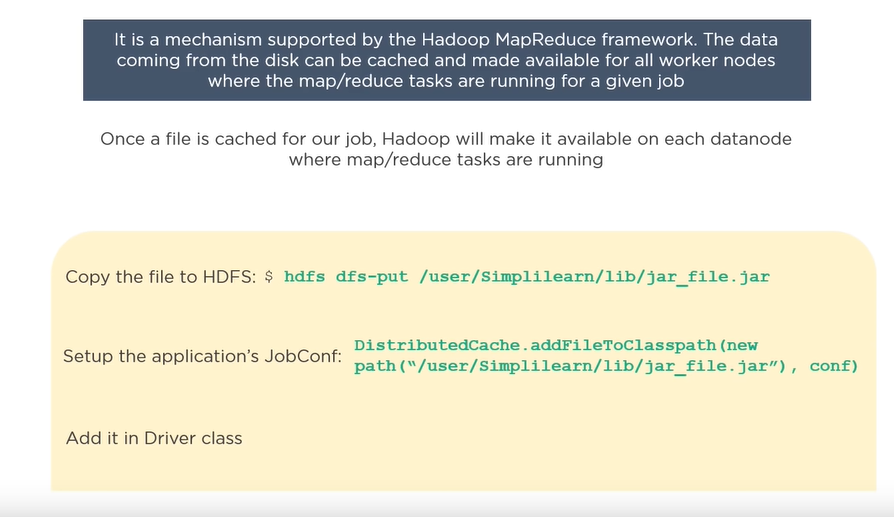 It is a mechanism supported by the Hadoop MapReduce framework. The data
coming from the disk can be cached and made available for all worker nodes
where the map/reduce tasks are running for a given job
Once a file is cached for our job, Hadoop will make it available on each datanode
where map/reduce tasks are running
Copy the file to HDFS: $ hdfs dfs-put /user/Simplilearn/lib/jar_file.jar
Setup the application’s JobConf: DistributedCache.addFileToClasspath(new
path(“/user/Simplilearn/lib/jar_file.jar”), conf)
Add it in Driver class